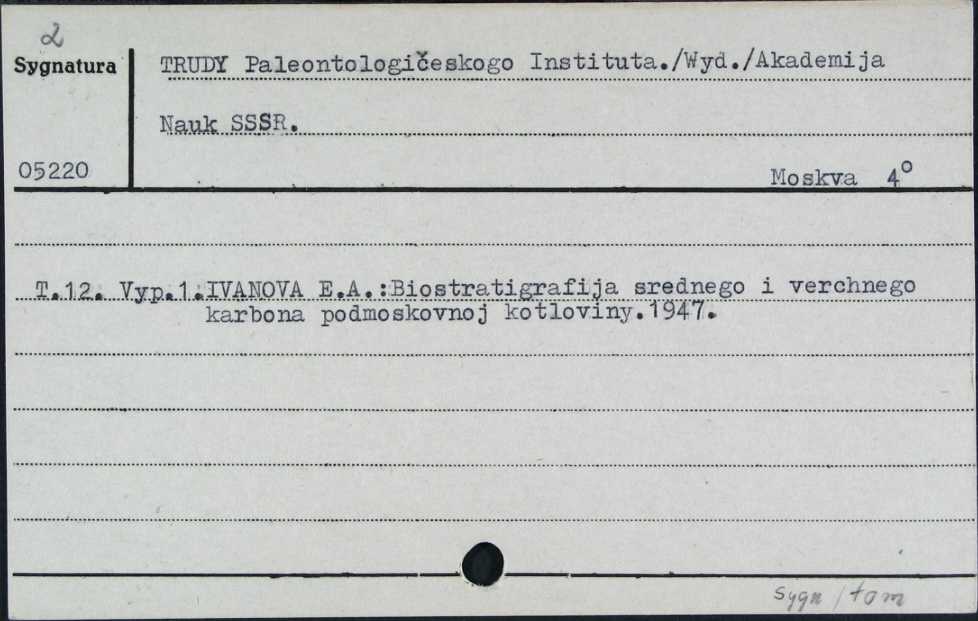 2
Sygnatura
TRUDY Paleontologičeskogo Instituta./Wyd./Akademija
Nauk SSSR.
05220
Moskva 4°
T.12. Vyp.1.IVANOVA E.A.:Biostratigrafija srednego i verchnego
karbona podmoskovnoj kotloviny.1947.
sygn / tom